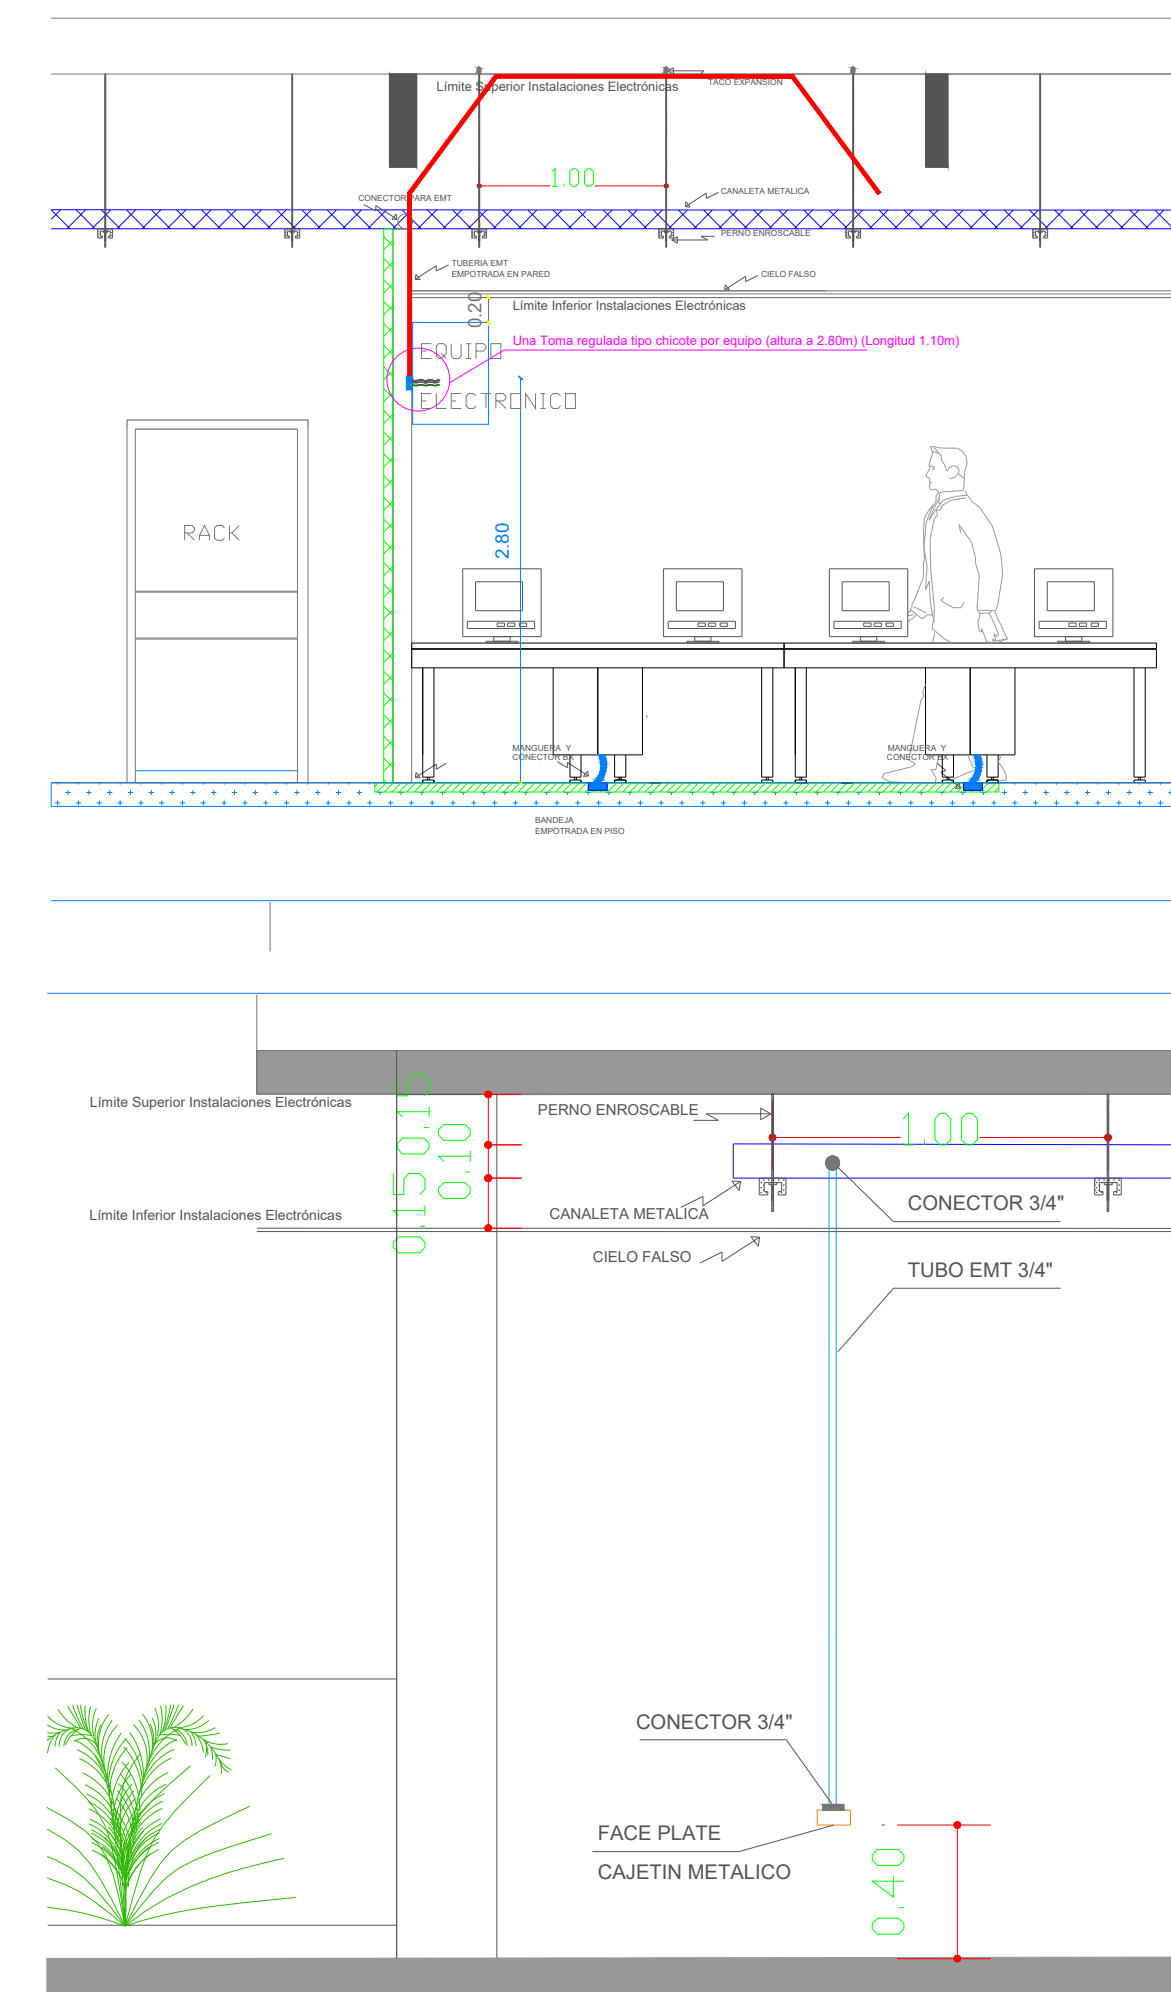 Límite Superior Instalaciones Electrónicas
TACO EXPANSION
1.00
CANALETA METALICA
CONECTOR PARA EMT
PERNO ENROSCABLE
TUBERIA EMT
EMPOTRADA EN PARED
CIELO FALSO
0.20
Límite Inferior Instalaciones Electrónicas
Una Toma regulada tipo chicote por equipo (altura a 2.80m) (Longitud 1.10m)
EQUIPO
ELECTRONICO
RACK
2.80
MANGUERA Y
CONECTOR BX
MANGUERA Y
CONECTOR BX
BANDEJA
EMPOTRADA EN PISO
Límite Superior Instalaciones Electrónicas
0.15
0.10
0.15
PERNO ENROSCABLE
1.00
CONECTOR 3/4"
CANALETA METALICA
Límite Inferior Instalaciones Electrónicas
CIELO FALSO
TUBO EMT 3/4"
CONECTOR 3/4"
FACE PLATE
CAJETIN METALICO
0.40